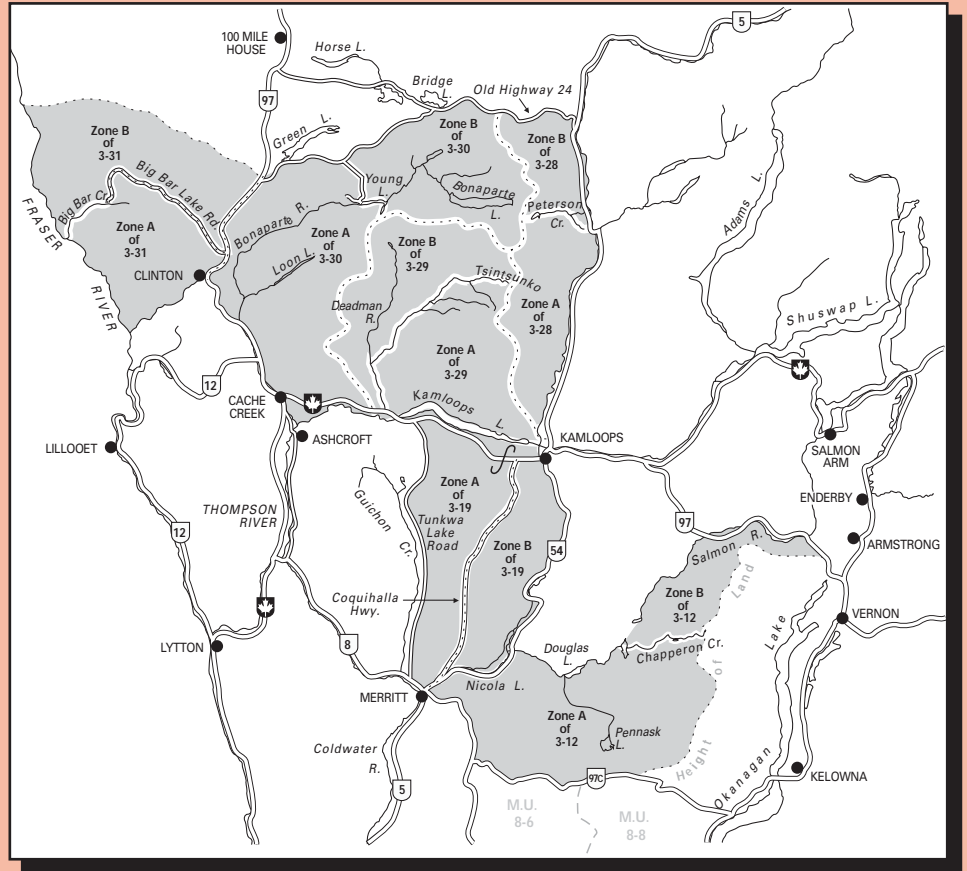 5
100 MILE
HOUSE
Horse L.
Bridge
L.
Old Highway 24
97
Green L.
Zone B
of
3-31
Zone B
of
3-30
Zone B
of
3-28
Big Bar Lake Rd.
Big Bar Cr.
Young
L.
Bonaparte
L.
Peterson
Cr.
Adams L.
FRASER
RIVER
Zone A
of
3-31
Bonaparte R.
Zone A
of
3-30
Loon L.
Zone B
of
3-29
Tsintsunko
CLINTON
Deadman
R.
Zone A
of
3-28
Shuswap L.
Zone A
of
3-29
12
CACHE
CREEK
Kamloops
L.
KAMLOOPS
LILLOOET
ASHCROFT
SALMON
ARM
ENDERBY
Guichon
Cr.
Zone A
of
3-19
THOMPSON
RIVER
Tunkwa
Lake
Road
12
97
Salmon R.
ARMSTRONG
Zone B
of
3-19
54
Coquihalla
Hwy.
Zone B
of
3-12
Height of Land
VERNON
8
LYTTON
Douglas
L.
Chapperon Cr.
Okanagan Lake
MERRITT
Nicola L.
Zone A
of
3-12
Pennask
L.
Coldwater
R.
5
97C
KELOWNA
M.U.
8-6
M.U.
8-8